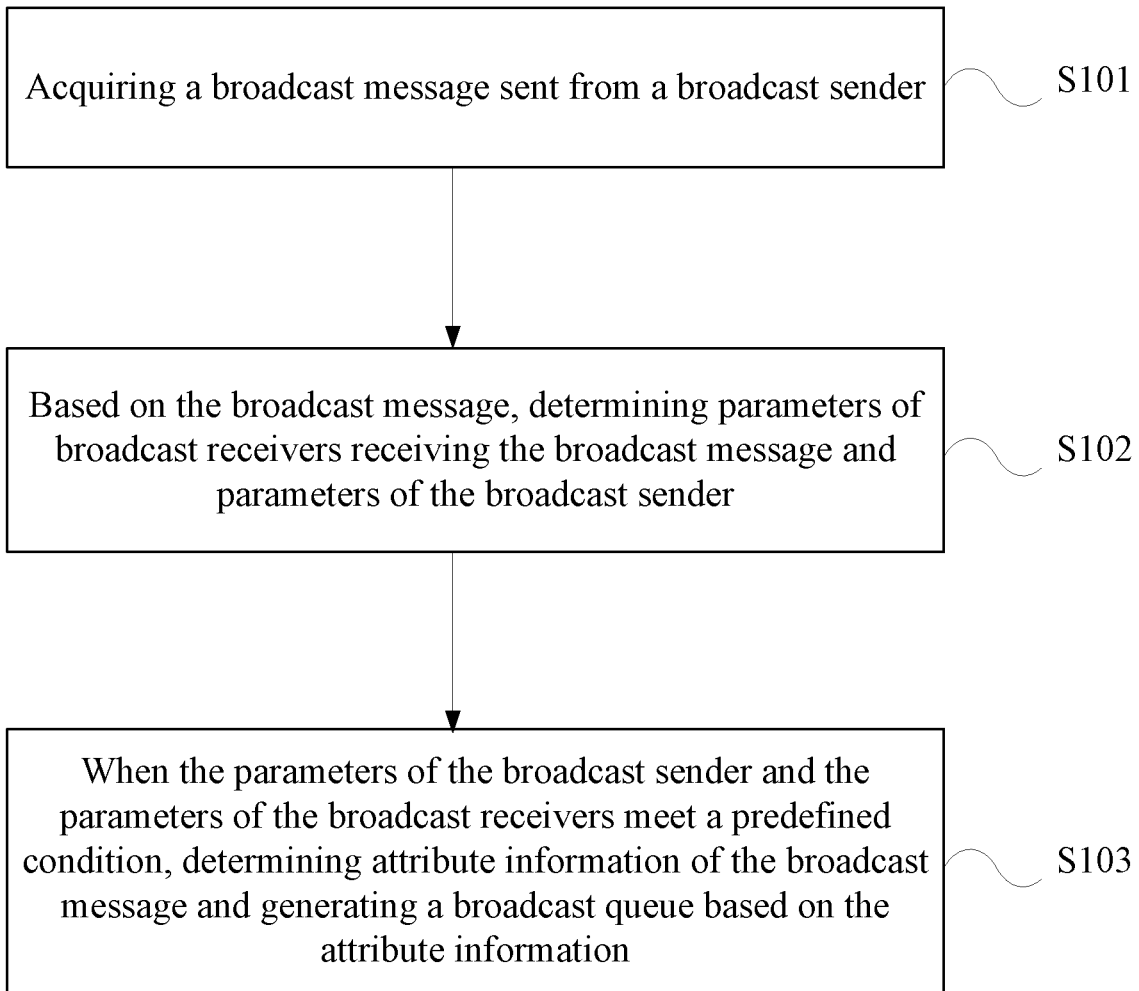 Acquiring a broadcast message sent from a broadcast sender
S101
Based on the broadcast message, determining parameters of
broadcast receivers receiving the broadcast message and
parameters of the broadcast sender
S102
When the parameters of the broadcast sender and the
parameters of the broadcast receivers meet a predefined
condition, determining attribute information of the broadcast
message and generating a broadcast queue based on the
attribute information
S103